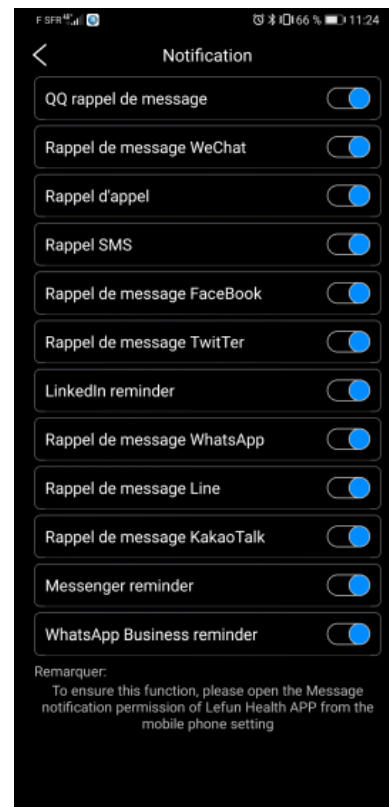 F SFR 4G 66 % 11:24
Notification
QQ rappel de message
Rappel de message WeChat
Rappel d'appel
Rappel SMS
Rappel de message FaceBook
Rappel de message TwitTer
LinkedIn reminder
Rappel de message WhatsApp
Rappel de message Line
Rappel de message KakaoTalk
Messenger reminder
WhatsApp Business reminder
Remarquer:
To ensure this function, please open the Message
notification permission of Lefun Health APP from the
mobile phone setting